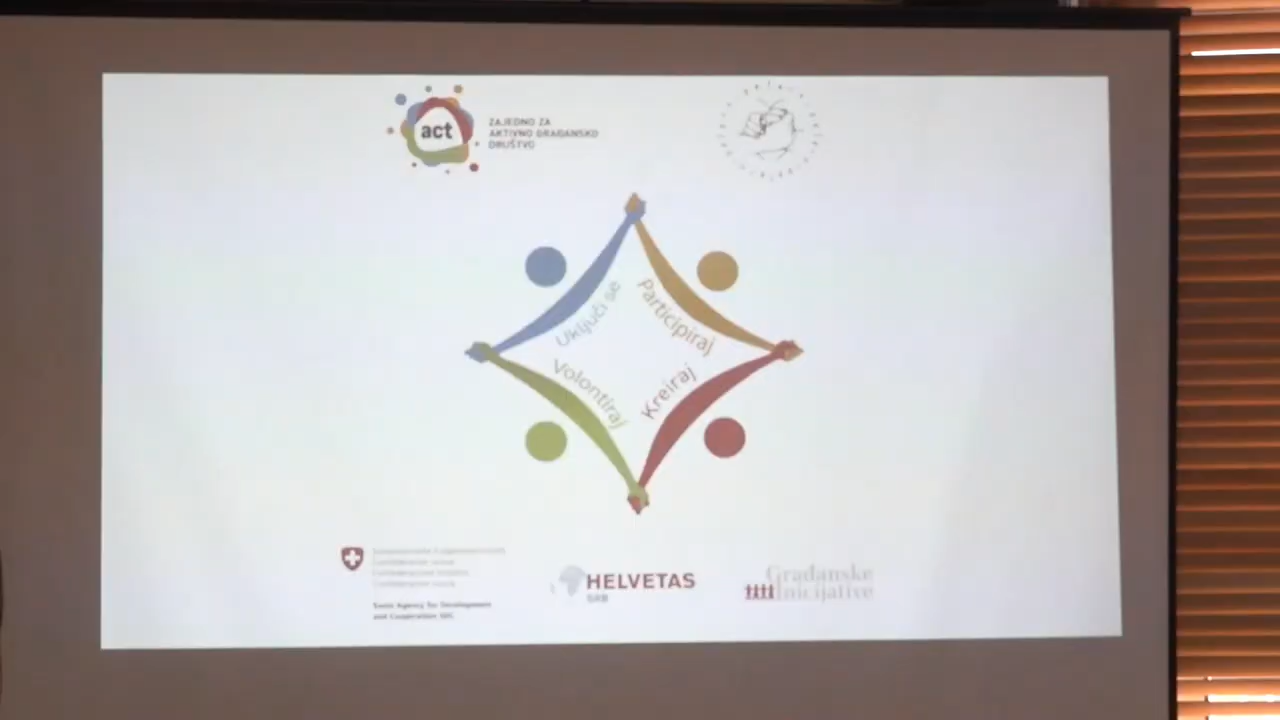 act
ZAJEDNO ZA
AKTIVNO GRAĐANSKO
DRUŠTVO
Uključi se
Participiraj
Volontiraj
Kreiraj
Swiss Agency for Development
and Cooperation SDC
HELVETAS
SRB
Građanske
Inicijative